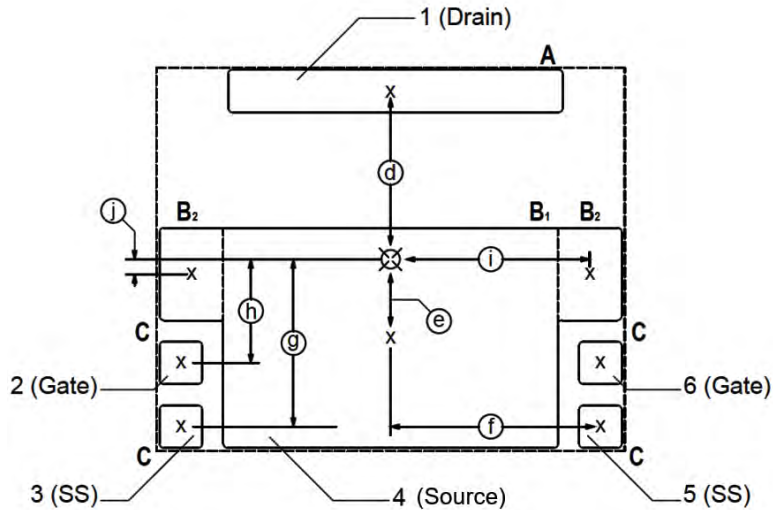 1 (Drain)
A
x
d
j
B₂
B₁ B₂
i
x
x
h
g
e
x
C
C
2 (Gate)
x
x
6 (Gate)
f
x
x
C
C
3 (SS)
4 (Source)
5 (SS)